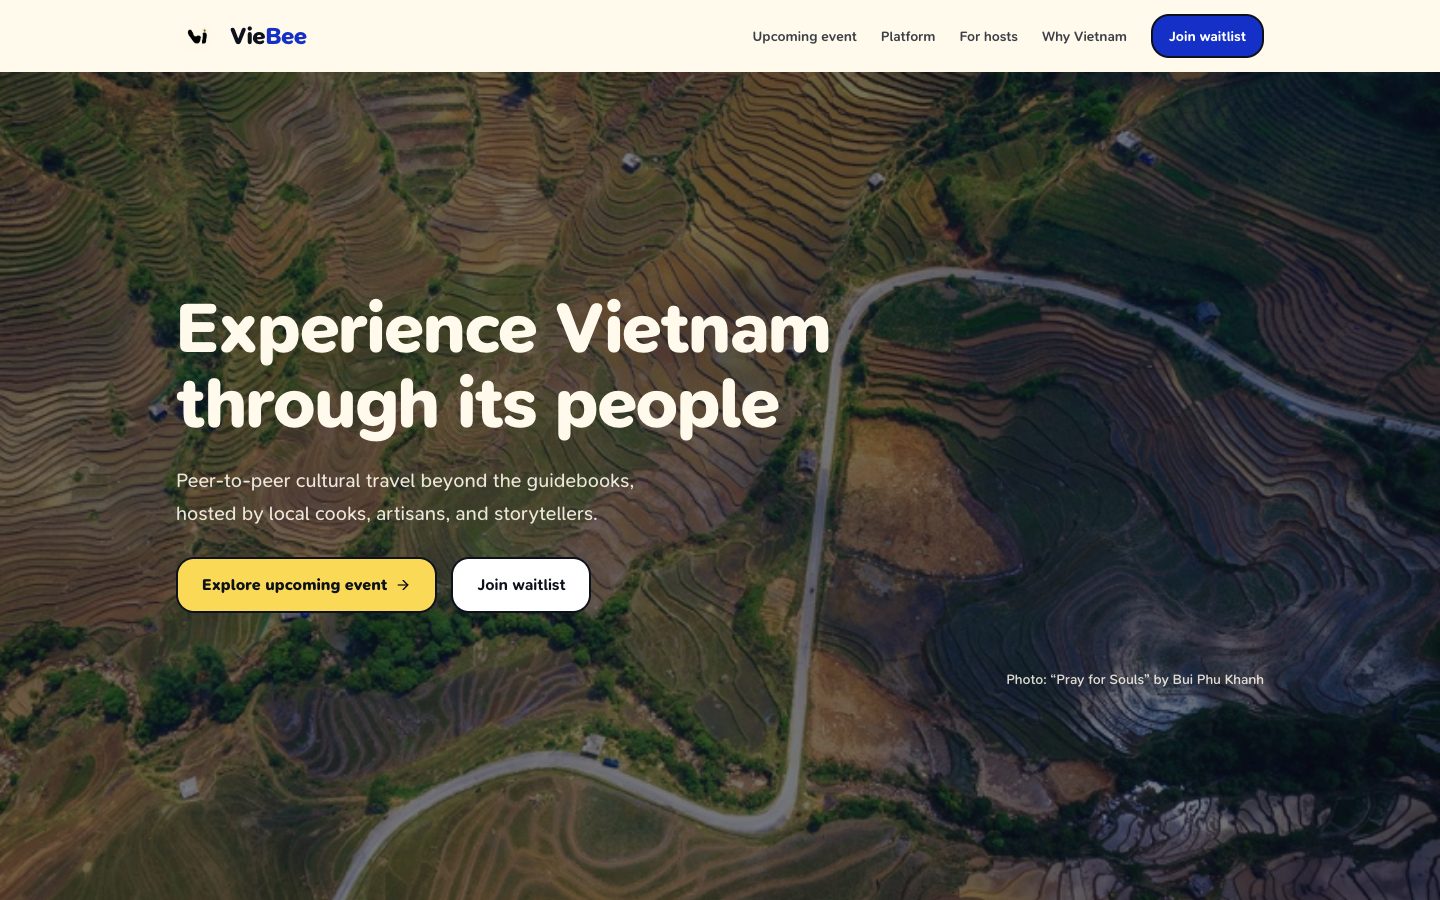 Vi
VieBee
Upcoming event
Platform
For hosts
Why Vietnam
Join waitlist
Experience Vietnam
through its people
Peer-to-peer cultural travel beyond the guidebooks,
hosted by local cooks, artisans, and storytellers.
Explore upcoming event →
Join waitlist
Photo: “Pray for Souls” by Bui Phu Khanh